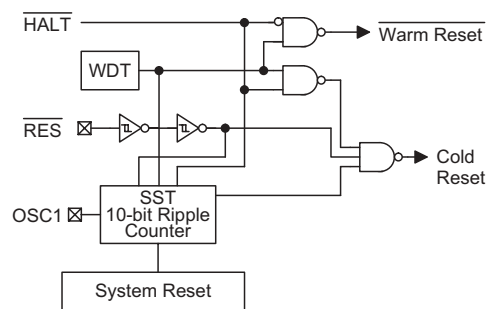 HALT
Warm Reset
WDT
RES
Cold
Reset
SST
10-bit Ripple
Counter
OSC1
System Reset